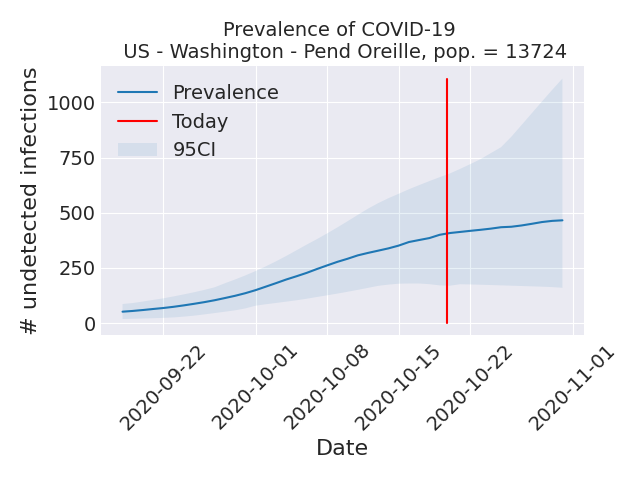 Prevalence of COVID-19
US - Washington - Pend Oreille, pop. = 13724
# undetected infections
1000
750
500
250
0
Prevalence
Today
95CI
2020-09-22
2020-10-01
2020-10-08
2020-10-15
2020-10-22
2020-11-01
Date